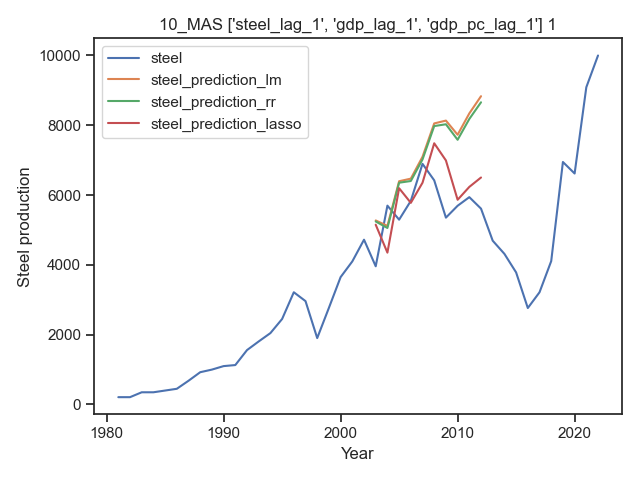 10_MAS ['steel_lag_1', 'gdp_lag_1', 'gdp_pc_lag_1'] 1
steel
steel_prediction_lm
steel_prediction_rr
steel_prediction_lasso
Steel production
10000
8000
6000
4000
2000
0
1980
1990
2000
2010
2020
Year